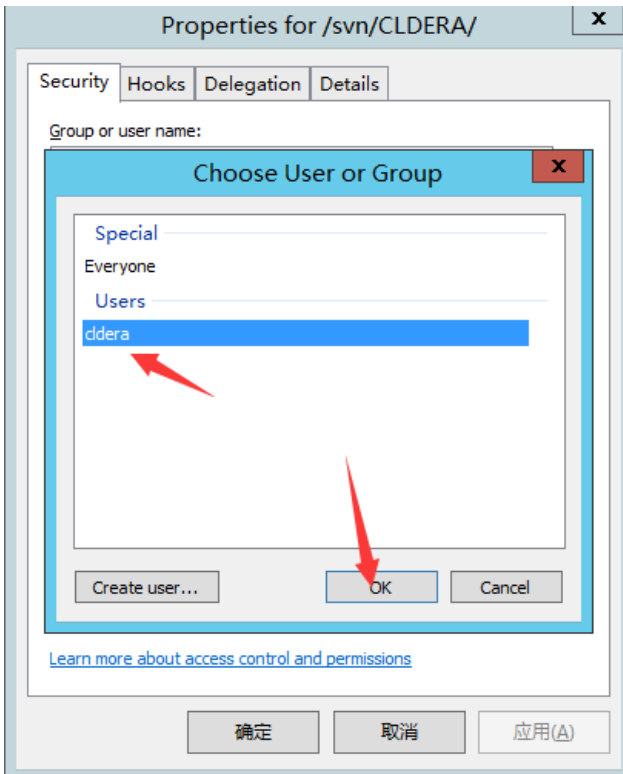 Properties for /svn/CLDERA/
x
Security Hooks Delegation Details
Group or user name:
Choose User or Group
x
Special
Everyone
Users
cldera
Create user... OK Cancel
Learn more about access control and permissions
确定 取消 应用(A)